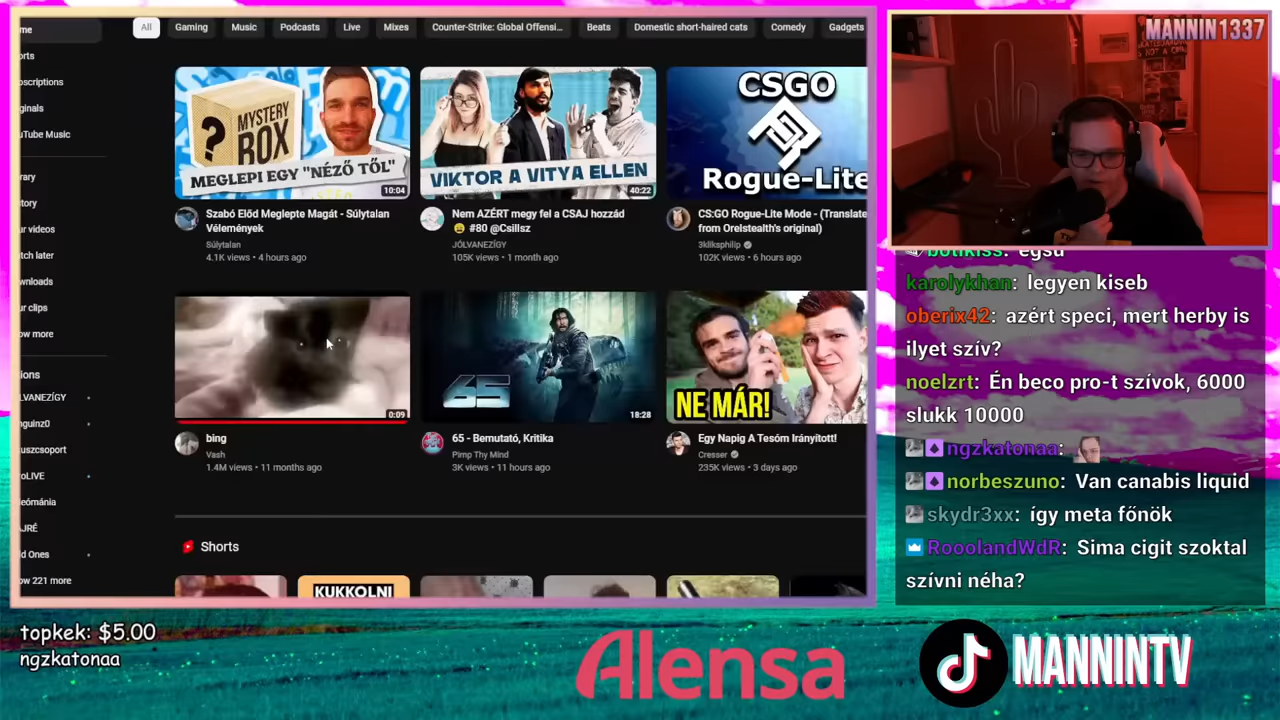 me
All
Gaming
Music
Podcasts
Live
Mixes
Counter-Strike: Global Offensi...
Beats
Domestic short-haired cats
Comedy
Gadgets
orts
oscriptions
ginals
uTube Music
rary
tory
ur videos
tch later
wnloads
ur clips
ow more
ions
LVANEZÍGY
nguinz0
uszcsoport
oLIVE
eómánia
JRÉ
d Ones
ow 221 more
? MYSTERY BOX
MEGLEPI EGY "NÉZŐ TŐL"
10:04
Szabó Előd Meglepte Magát - Súlytalan
Vélemények
Súlytalan
4.1K views • 4 hours ago
VIKTOR A VITYA ELLEN
40:22
Nem AZÉRT megy fel a CSAJ hozzád
#80 @Csillsz
JÓLVANEZÍGY
105K views • 1 month ago
CSGO
Rogue-Lite
CS:GO Rogue-Lite Mode - (Translate
from Orelstealth's original)
3kliksphilip
102K views • 6 hours ago
0:09
bing
Vash
1.4M views • 11 months ago
65
18:28
65 - Bemutató, Kritika
Pimp Thy Mind
3K views • 11 hours ago
NE MÁR!
Egy Napig A Tesóm Irányított!
Cresser
235K views • 3 days ago
Shorts
KUKKOLNI
MANNIN1337
botikiss: egsu
karolykhan: legyen kiseb
oberix42: azért speci, mert herby is
ilyet szív?
noelzrt: Én beco pro-t szívok, 6000
slukk 10000
ngzkatonaa:
norbeszuno: Van canabis liquid
skydr3xx: így meta főnök
RooolandWdR: Sima cigit szoktal
szívni néha?
topkek: $5.00
ngzkatonaa
Alensa
MANNINTV